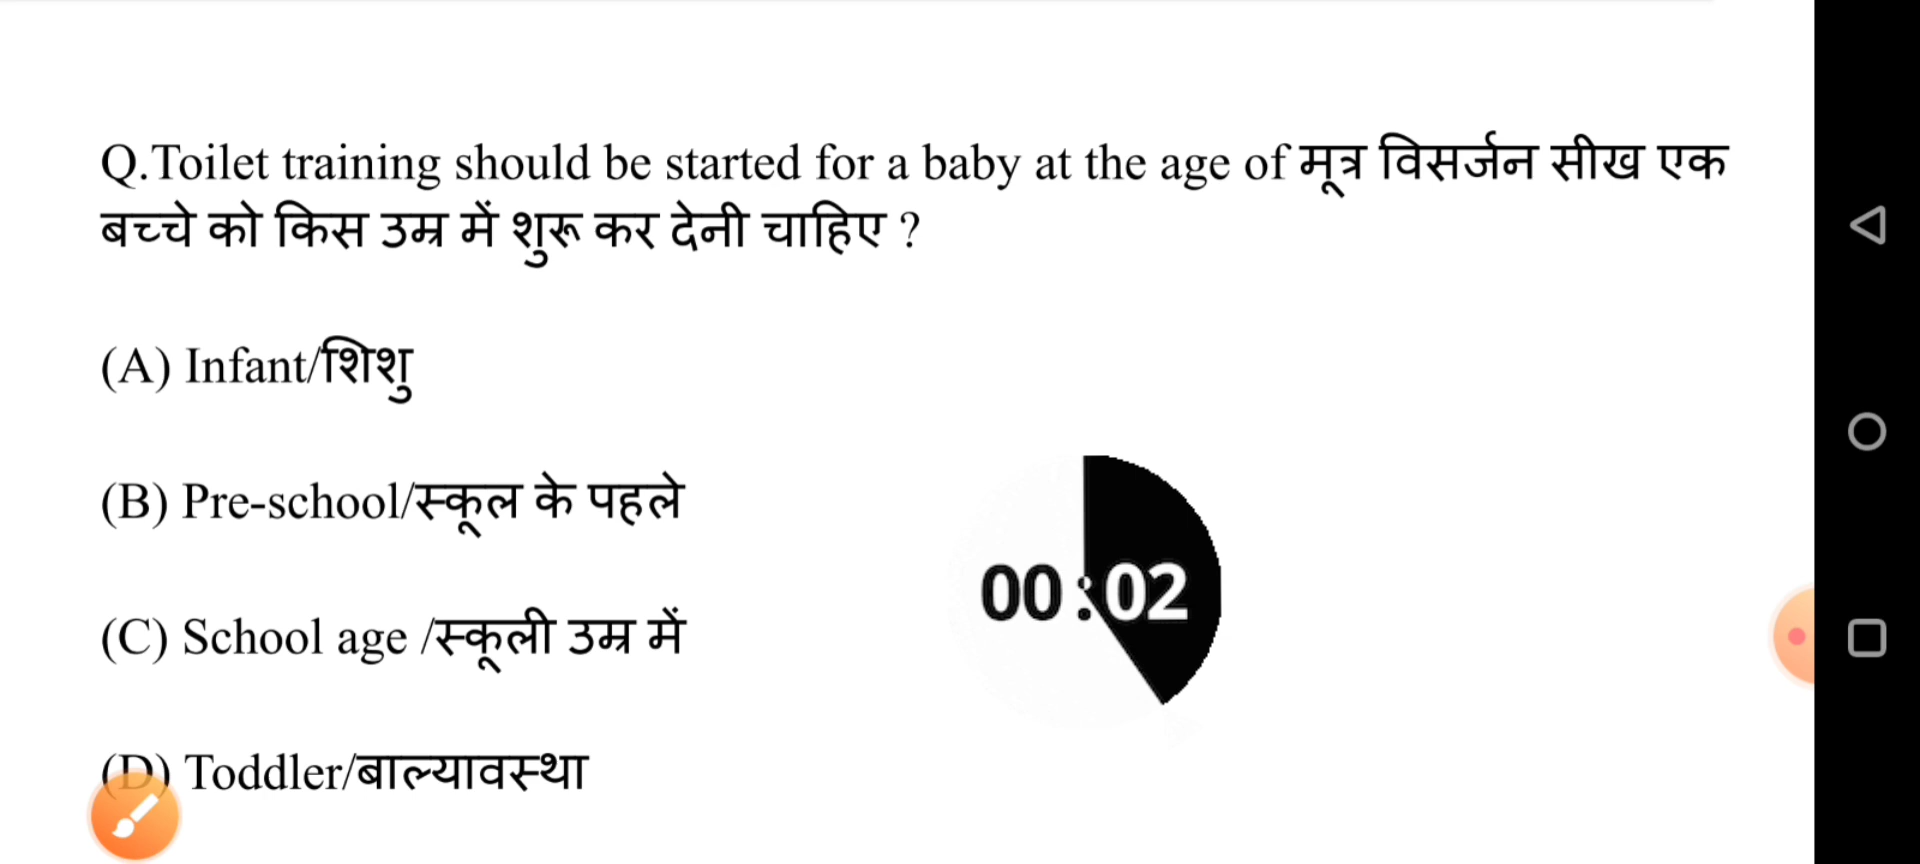 Q.Toilet training should be started for a baby at the age of मूत्र विसर्जन सीख एक
बच्चे को किस उम्र में शुरू कर देनी चाहिए ?
(A) Infant/शिशु
(B) Pre-school/स्कूल के पहले
00:02
(C) School age /स्कूली उम्र में
(D) Toddler/बाल्यावस्था